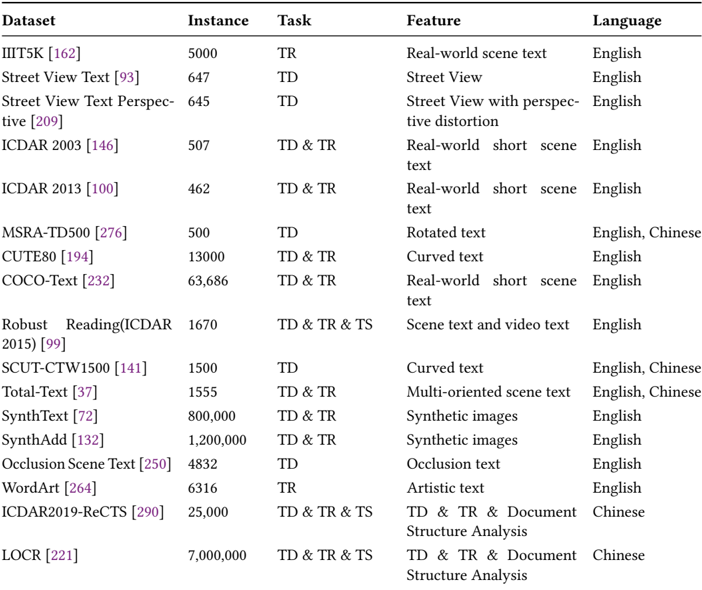 Dataset Instance Task Feature Language
IIIT5K [162] 5000 TR Real-world scene text English
Street View Text [93] 647 TD Street View English
Street View Text Perspec- 645 TD Street View with perspec- English
tive [209] tive distortion
ICDAR 2003 [146] 507 TD & TR Real-world short scene English
text
ICDAR 2013 [100] 462 TD & TR Real-world short scene English
text
MSRA-TD500 [276] 500 TD Rotated text English, Chinese
CUTE80 [194] 13000 TD & TR Curved text English
COCO-Text [232] 63,686 TD & TR Real-world short scene English
text
Robust Reading(ICDAR 1670 TD & TR & TS Scene text and video text English
2015) [99]
SCUT-CTW1500 [141] 1500 TD Curved text English, Chinese
Total-Text [37] 1555 TD & TR Multi-oriented scene text English, Chinese
SynthText [72] 800,000 TD & TR Synthetic images English
SynthAdd [132] 1,200,000 TD & TR Synthetic images English
Occlusion Scene Text [250] 4832 TD Occlusion text English
WordArt [264] 6316 TR Artistic text English
ICDAR2019-ReCTS [290] 25,000 TD & TR & TS TD & TR & Document Chinese
Structure Analysis
LOCR [221] 7,000,000 TD & TR & TS TD & TR & Document Chinese
Structure Analysis